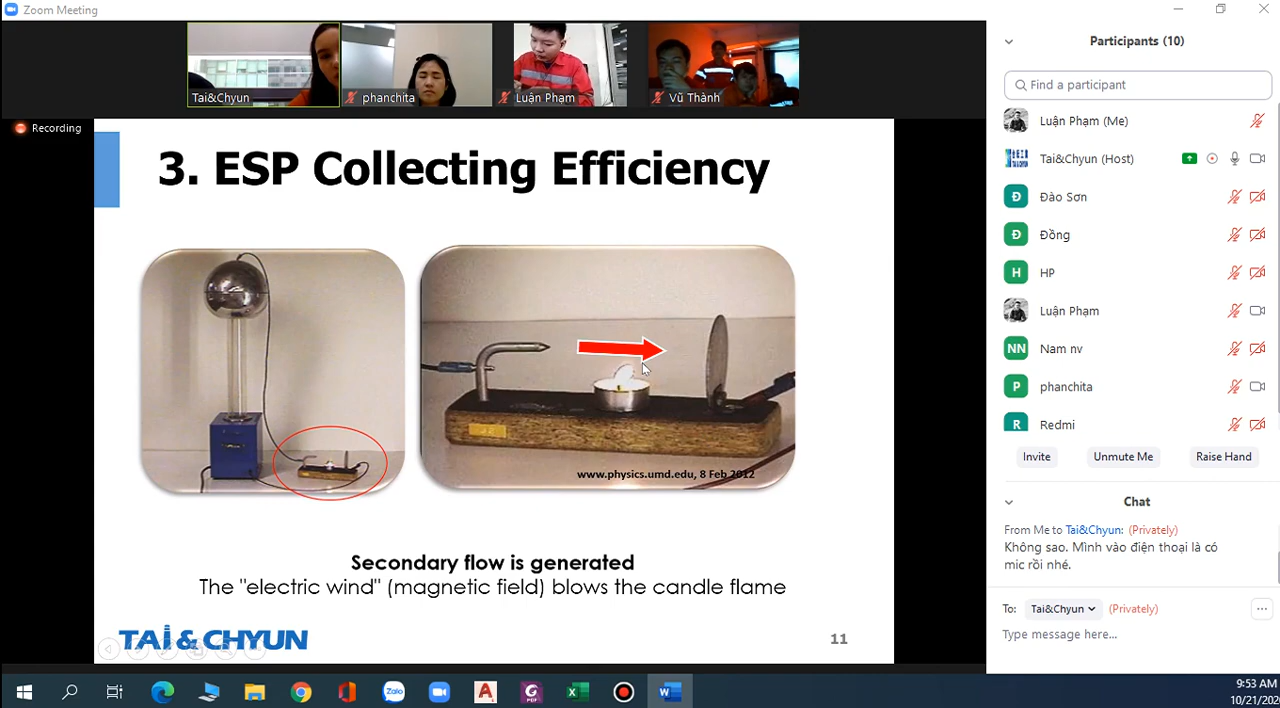 Zoom Meeting
Tai&Chyun
phanchita
Luận Phạm
Vũ Thành
Recording
3. ESP Collecting Efficiency
www.physics.umd.edu, 8 Feb 2012
Secondary flow is generated
The "electric wind" (magnetic field) blows the candle flame
TAI & CHYUN
11
Participants (10)
Find a participant
Luận Phạm (Me)
Tai&Chyun (Host)
Đ Đào Sơn
Đ Đồng
H HP
Luận Phạm
NN Nam nv
P phanchita
R Redmi
Invite
Unmute Me
Raise Hand
Chat
From Me to Tai&Chyun: (Privately)
Không sao. Mình vào điện thoại là có
mic rồi nhé.
To: Tai&Chyun (Privately)
Type message here...
Zalo
9:53 AM